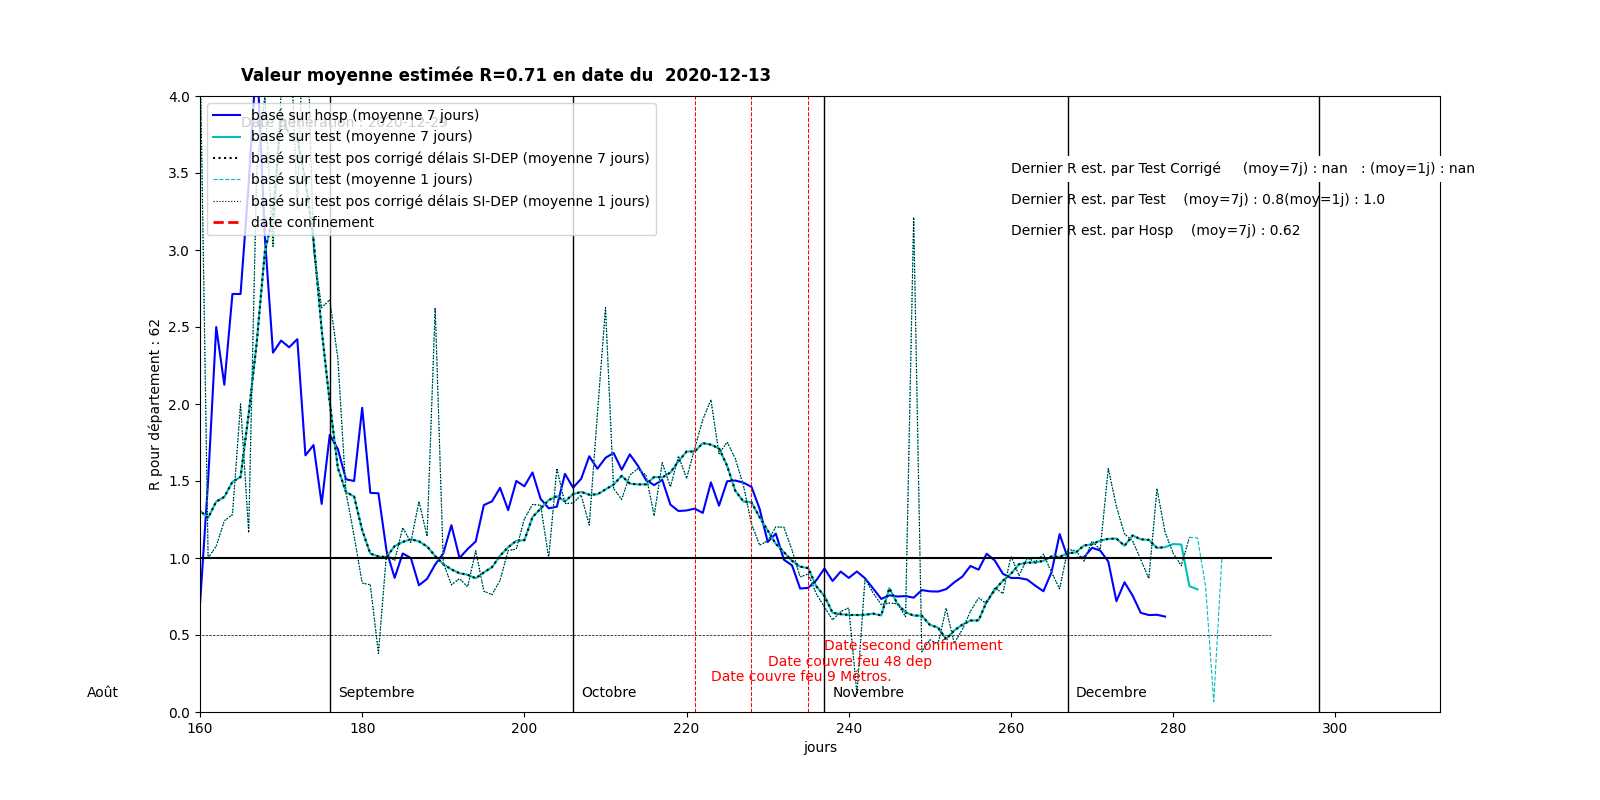 Valeur moyenne estimée R=0.71 en date du  2020-12-13
4.0
3.5
3.0
2.5
2.0
1.5
1.0
0.5
0.0
R pour département : 62
basé sur hosp (moyenne 7 jours)
basé sur test (moyenne 7 jours)
basé sur test pos corrigé délais SI-DEP (moyenne 7 jours)
basé sur test (moyenne 1 jours)
basé sur test pos corrigé délais SI-DEP (moyenne 1 jours)
date confinement
Dernier R est. par Test Corrigé     (moy=7j) : nan   : (moy=1j) : nan
Dernier R est. par Test    (moy=7j) : 0.8(moy=1j) : 1.0
Dernier R est. par Hosp    (moy=7j) : 0.62
Date second confinement
Date couvre feu 48 dep
Date couvre feu 9 Métros.
Août Septembre Octobre Novembre Decembre
160 180 200 220 240 260 280 300
jours